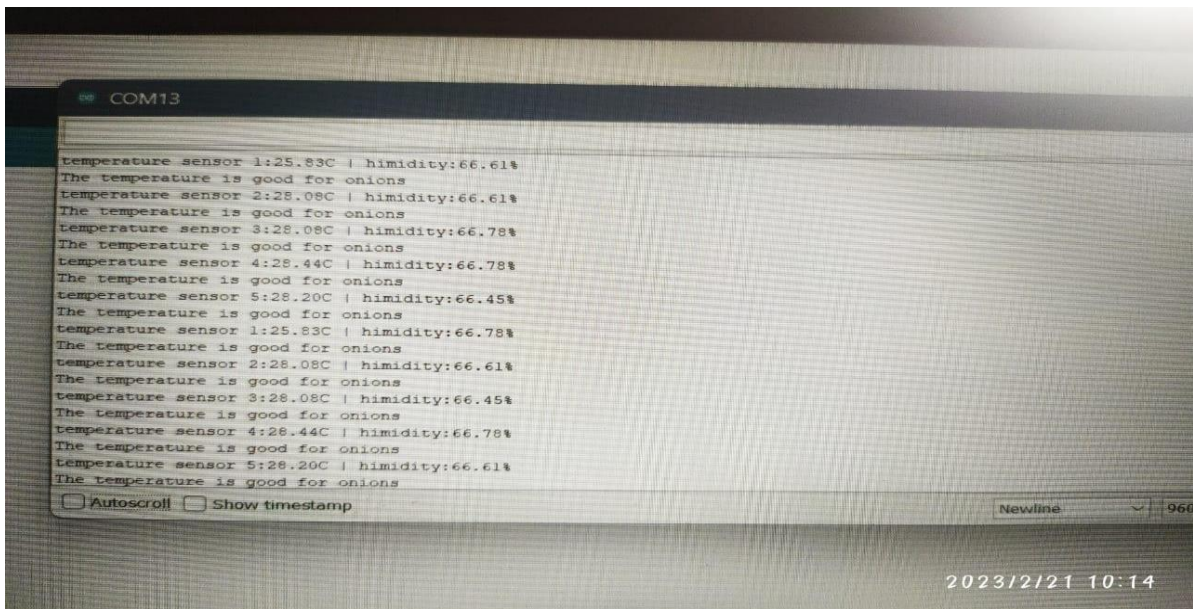 COM13
temperature sensor 1:25.83C | himidity:66.61%
The temperature is good for onions
temperature sensor 2:28.08C | himidity:66.61%
The temperature is good for onions
temperature sensor 3:28.08C | himidity:66.78%
The temperature is good for onions
temperature sensor 4:28.44C | himidity:66.78%
The temperature is good for onions
temperature sensor 5:28.20C | himidity:66.45%
The temperature is good for onions
temperature sensor 1:25.83C | himidity:66.78%
The temperature is good for onions
temperature sensor 2:28.08C | himidity:66.61%
The temperature is good for onions
temperature sensor 3:28.08C | himidity:66.45%
The temperature is good for onions
temperature sensor 4:28.44C | himidity:66.78%
The temperature is good for onions
temperature sensor 5:28.20C | himidity:66.61%
The temperature is good for onions
Autoscroll Show timestamp Newline 960
2023/2/21 10:14